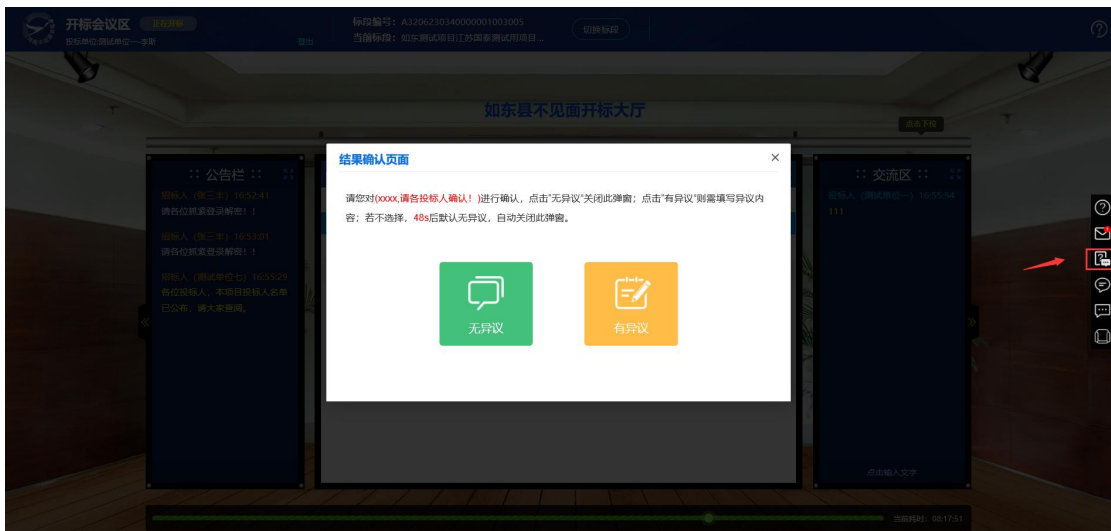 开标会议区 正在开标
投标单位:测试单位一-李斯
登出
标段编号：A3206230340000001003005
当前标段：如东测试项目江苏国泰测试用项目...
切换标段
如东县不见面开标大厅
点击下拉
公告栏
招标人（张三丰）16:52:41
请各位抓紧登录解密！！
招标人（张三丰）16:53:01
请各位抓紧登录解密！！
招标人（测试单位七）16:55:29
各位投标人，本项目投标人名单
已公布，请大家查阅。
结果确认页面
×
请您对(xxxx,请各投标人确认！)进行确认，点击"无异议"关闭此弹窗；点击"有异议"则需填写异议内
容；若不选择，48s后默认无异议，自动关闭此弹窗。
无异议
有异议
交流区
投标人（测试单位一）16:55:54
111
点击输入文字
当前耗时：08:17:51